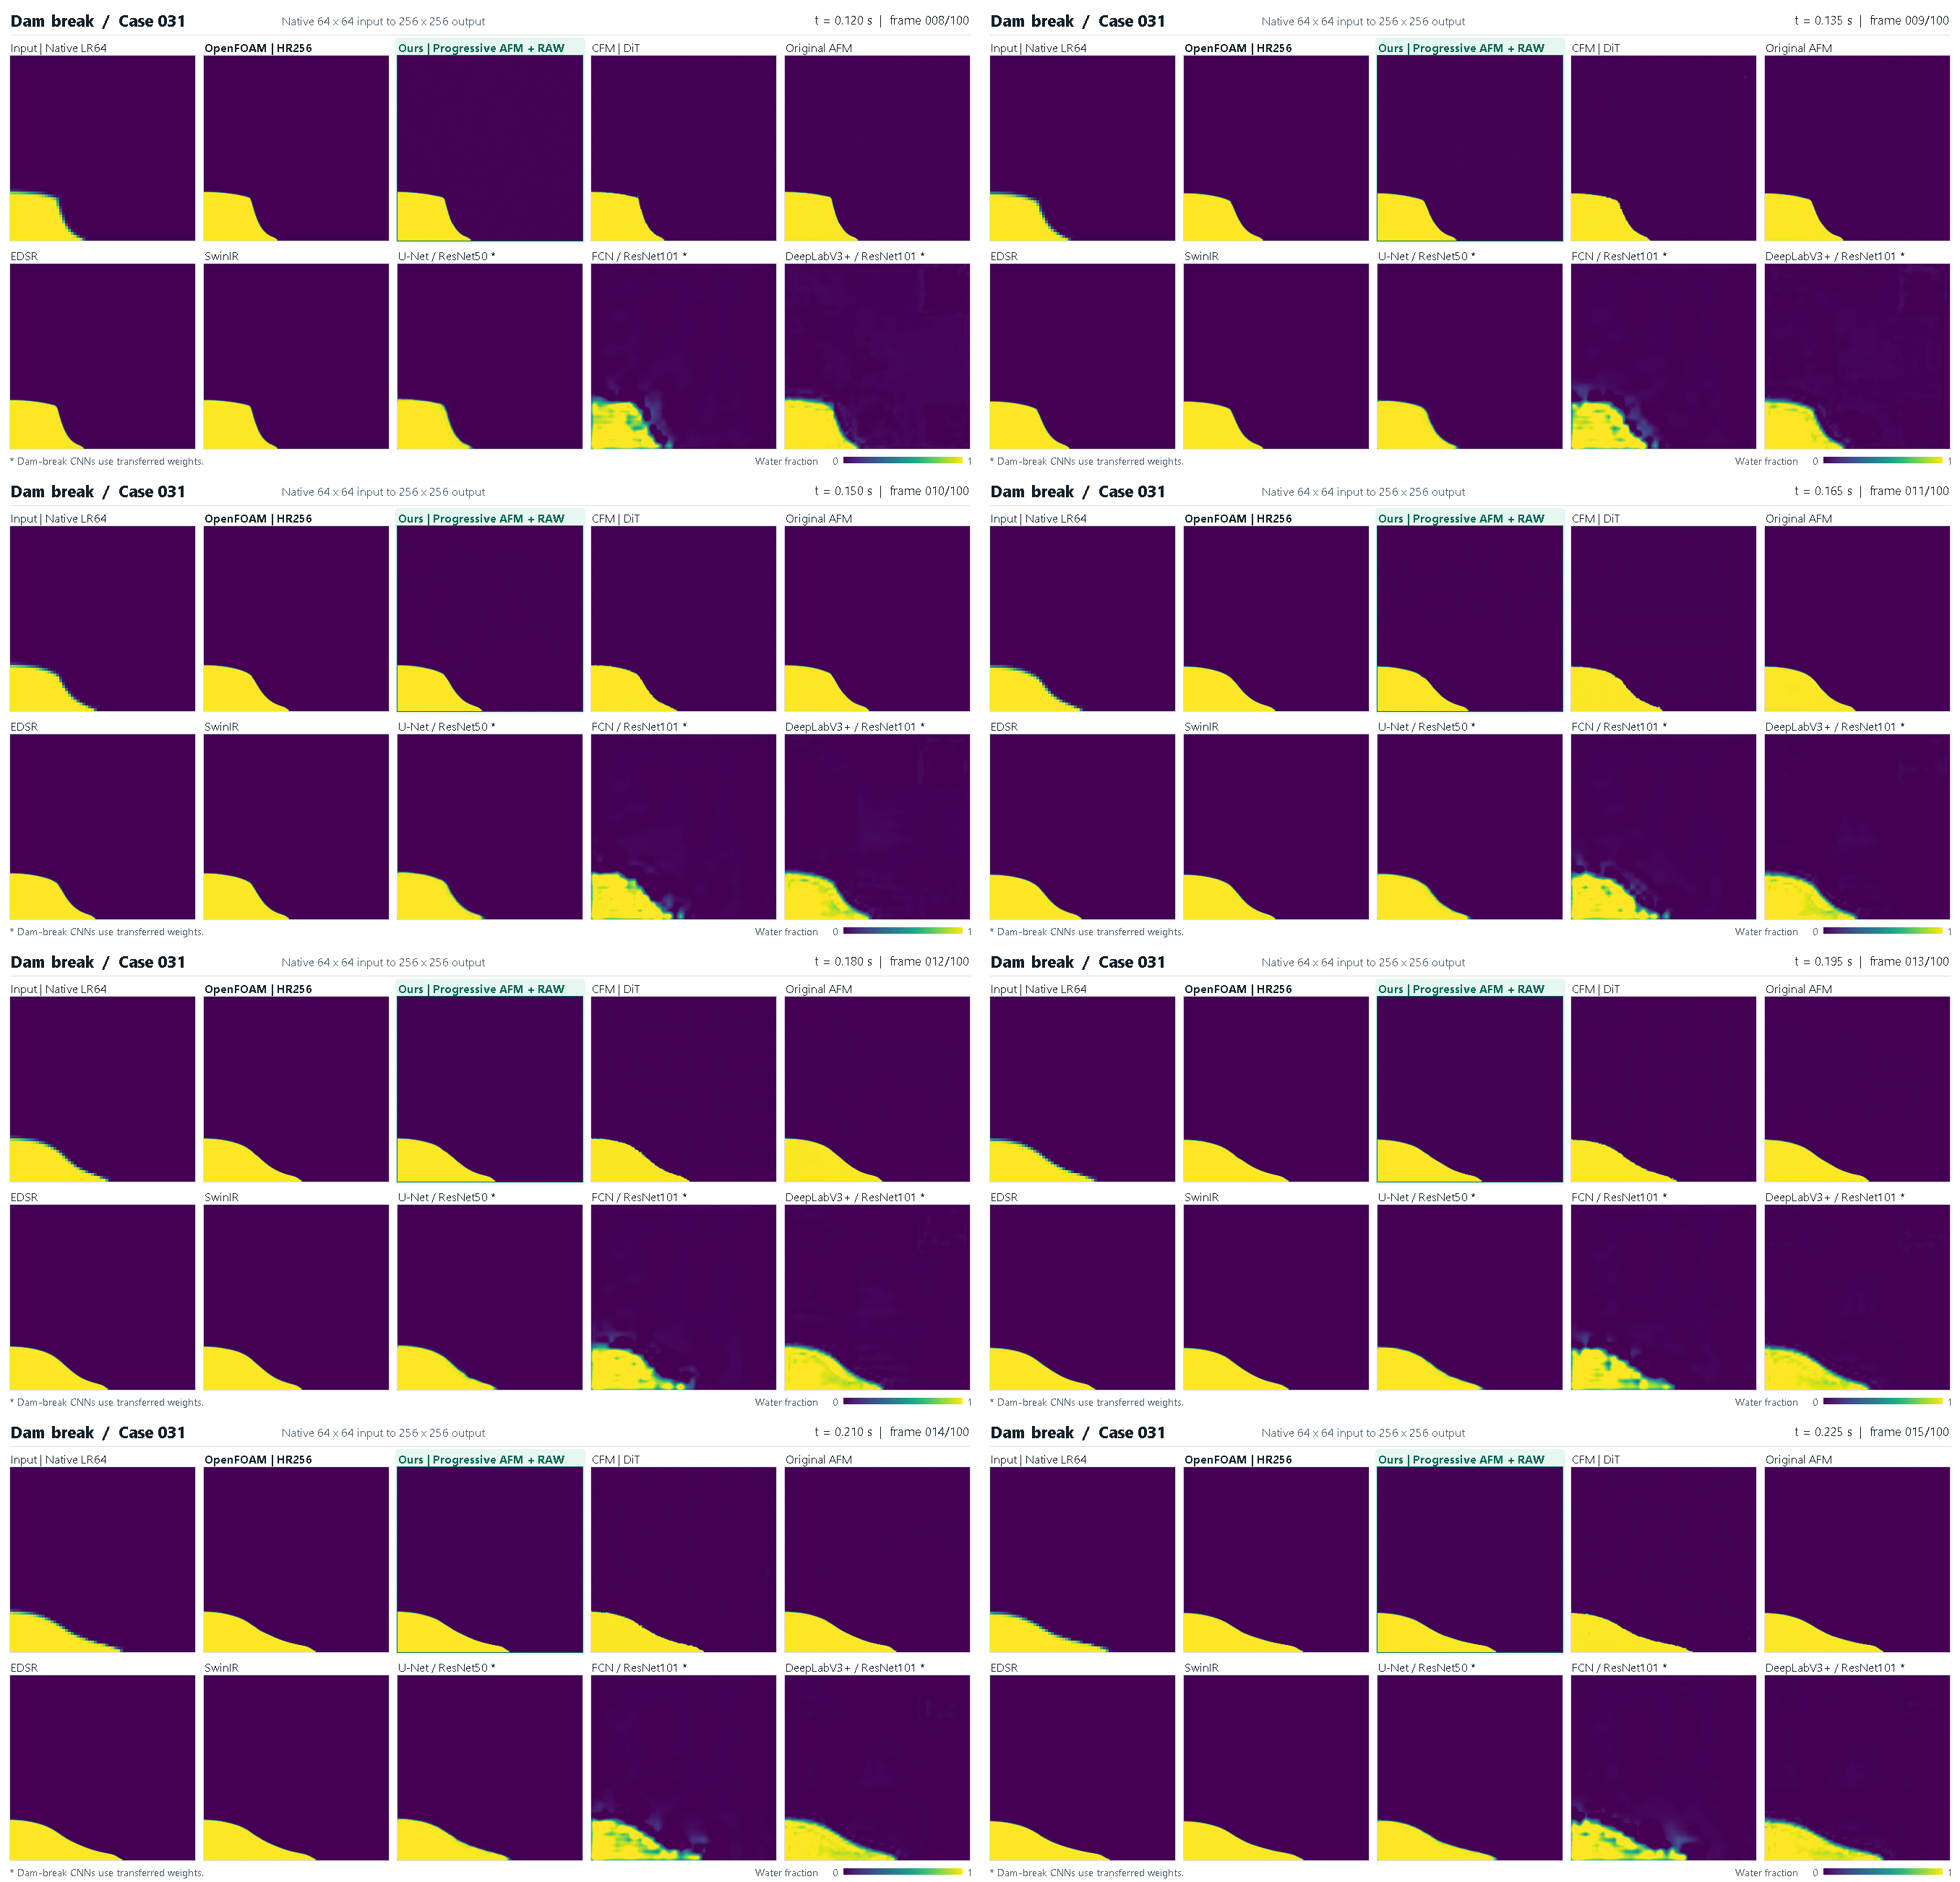 Dam break / Case 031 Native 64 x 64 input to 256 x 256 output t = 0.120 s | frame 008/100
Input | Native LR64 OpenFOAM | HR256 Ours | Progressive AFM + RAW CFM | DiT Original AFM
EDSR SwinIR U-Net / ResNet50 * FCN / ResNet101 * DeepLabV3+ / ResNet101 *
* Dam-break CNNs use transferred weights. Water fraction 0 1
Dam break / Case 031 Native 64 x 64 input to 256 x 256 output t = 0.135 s | frame 009/100
Input | Native LR64 OpenFOAM | HR256 Ours | Progressive AFM + RAW CFM | DiT Original AFM
EDSR SwinIR U-Net / ResNet50 * FCN / ResNet101 * DeepLabV3+ / ResNet101 *
* Dam-break CNNs use transferred weights. Water fraction 0 1
Dam break / Case 031 Native 64 x 64 input to 256 x 256 output t = 0.150 s | frame 010/100
Input | Native LR64 OpenFOAM | HR256 Ours | Progressive AFM + RAW CFM | DiT Original AFM
EDSR SwinIR U-Net / ResNet50 * FCN / ResNet101 * DeepLabV3+ / ResNet101 *
* Dam-break CNNs use transferred weights. Water fraction 0 1
Dam break / Case 031 Native 64 x 64 input to 256 x 256 output t = 0.165 s | frame 011/100
Input | Native LR64 OpenFOAM | HR256 Ours | Progressive AFM + RAW CFM | DiT Original AFM
EDSR SwinIR U-Net / ResNet50 * FCN / ResNet101 * DeepLabV3+ / ResNet101 *
* Dam-break CNNs use transferred weights. Water fraction 0 1
Dam break / Case 031 Native 64 x 64 input to 256 x 256 output t = 0.180 s | frame 012/100
Input | Native LR64 OpenFOAM | HR256 Ours | Progressive AFM + RAW CFM | DiT Original AFM
EDSR SwinIR U-Net / ResNet50 * FCN / ResNet101 * DeepLabV3+ / ResNet101 *
* Dam-break CNNs use transferred weights. Water fraction 0 1
Dam break / Case 031 Native 64 x 64 input to 256 x 256 output t = 0.195 s | frame 013/100
Input | Native LR64 OpenFOAM | HR256 Ours | Progressive AFM + RAW CFM | DiT Original AFM
EDSR SwinIR U-Net / ResNet50 * FCN / ResNet101 * DeepLabV3+ / ResNet101 *
* Dam-break CNNs use transferred weights. Water fraction 0 1
Dam break / Case 031 Native 64 x 64 input to 256 x 256 output t = 0.210 s | frame 014/100
Input | Native LR64 OpenFOAM | HR256 Ours | Progressive AFM + RAW CFM | DiT Original AFM
EDSR SwinIR U-Net / ResNet50 * FCN / ResNet101 * DeepLabV3+ / ResNet101 *
* Dam-break CNNs use transferred weights. Water fraction 0 1
Dam break / Case 031 Native 64 x 64 input to 256 x 256 output t = 0.225 s | frame 015/100
Input | Native LR64 OpenFOAM | HR256 Ours | Progressive AFM + RAW CFM | DiT Original AFM
EDSR SwinIR U-Net / ResNet50 * FCN / ResNet101 * DeepLabV3+ / ResNet101 *
* Dam-break CNNs use transferred weights. Water fraction 0 1